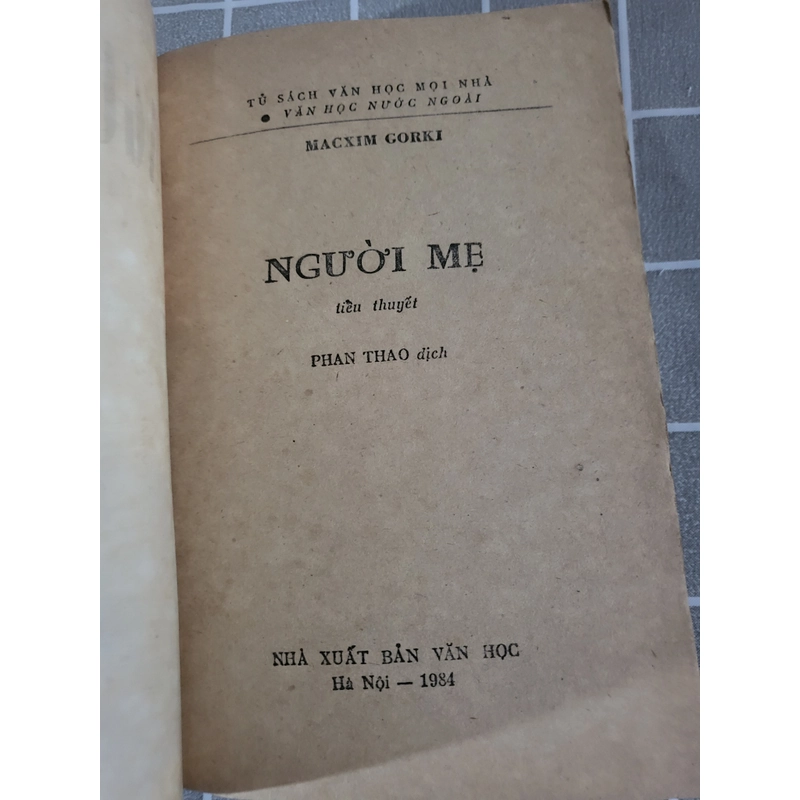 TỦ SÁCH VĂN HỌC MỌI NHÀ
VĂN HỌC NƯỚC NGOÀI
MACXIM GORKI
NGƯỜI MẸ
tiểu thuyết
PHAN THAO dịch
NHÀ XUẤT BẢN VĂN HỌC
Hà Nội — 1984